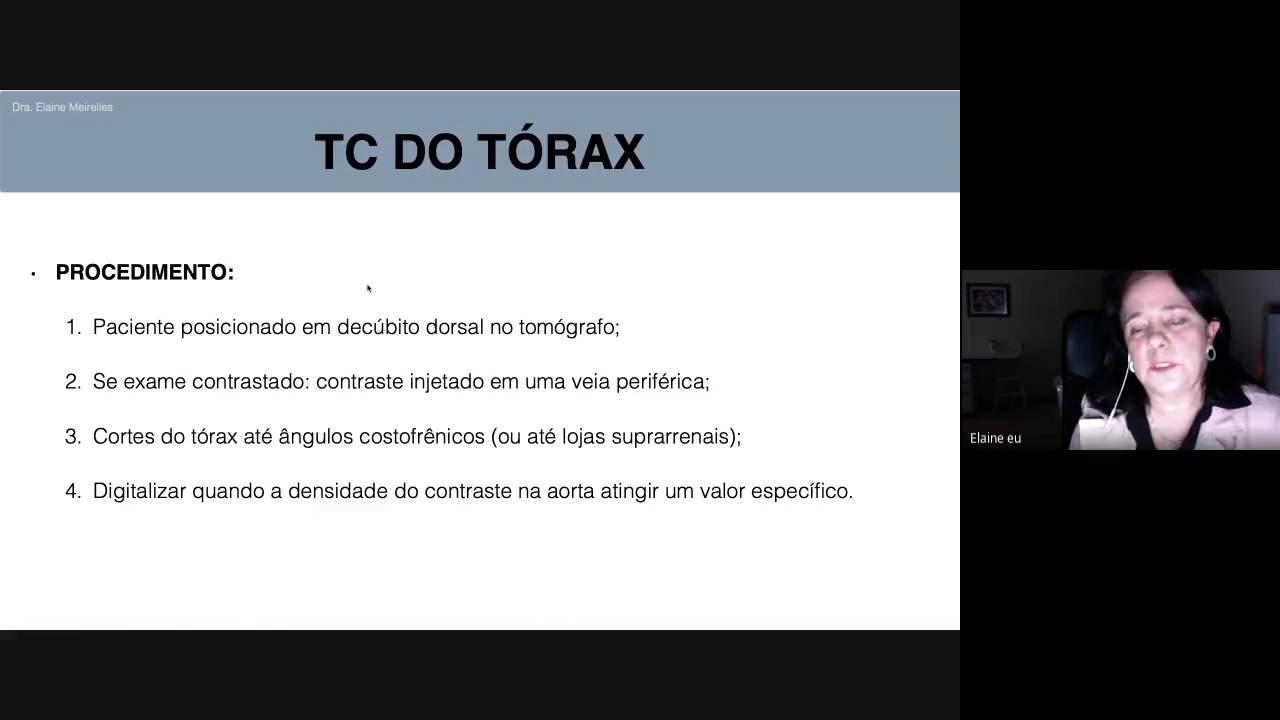 Dra. Elaine Meirelles
TC DO TÓRAX
• PROCEDIMENTO:
1. Paciente posicionado em decúbito dorsal no tomógrafo;
2. Se exame contrastado: contraste injetado em uma veia periférica;
3. Cortes do tórax até ângulos costofrênicos (ou até lojas suprarrenais);
4. Digitalizar quando a densidade do contraste na aorta atingir um valor específico.
Elaine eu